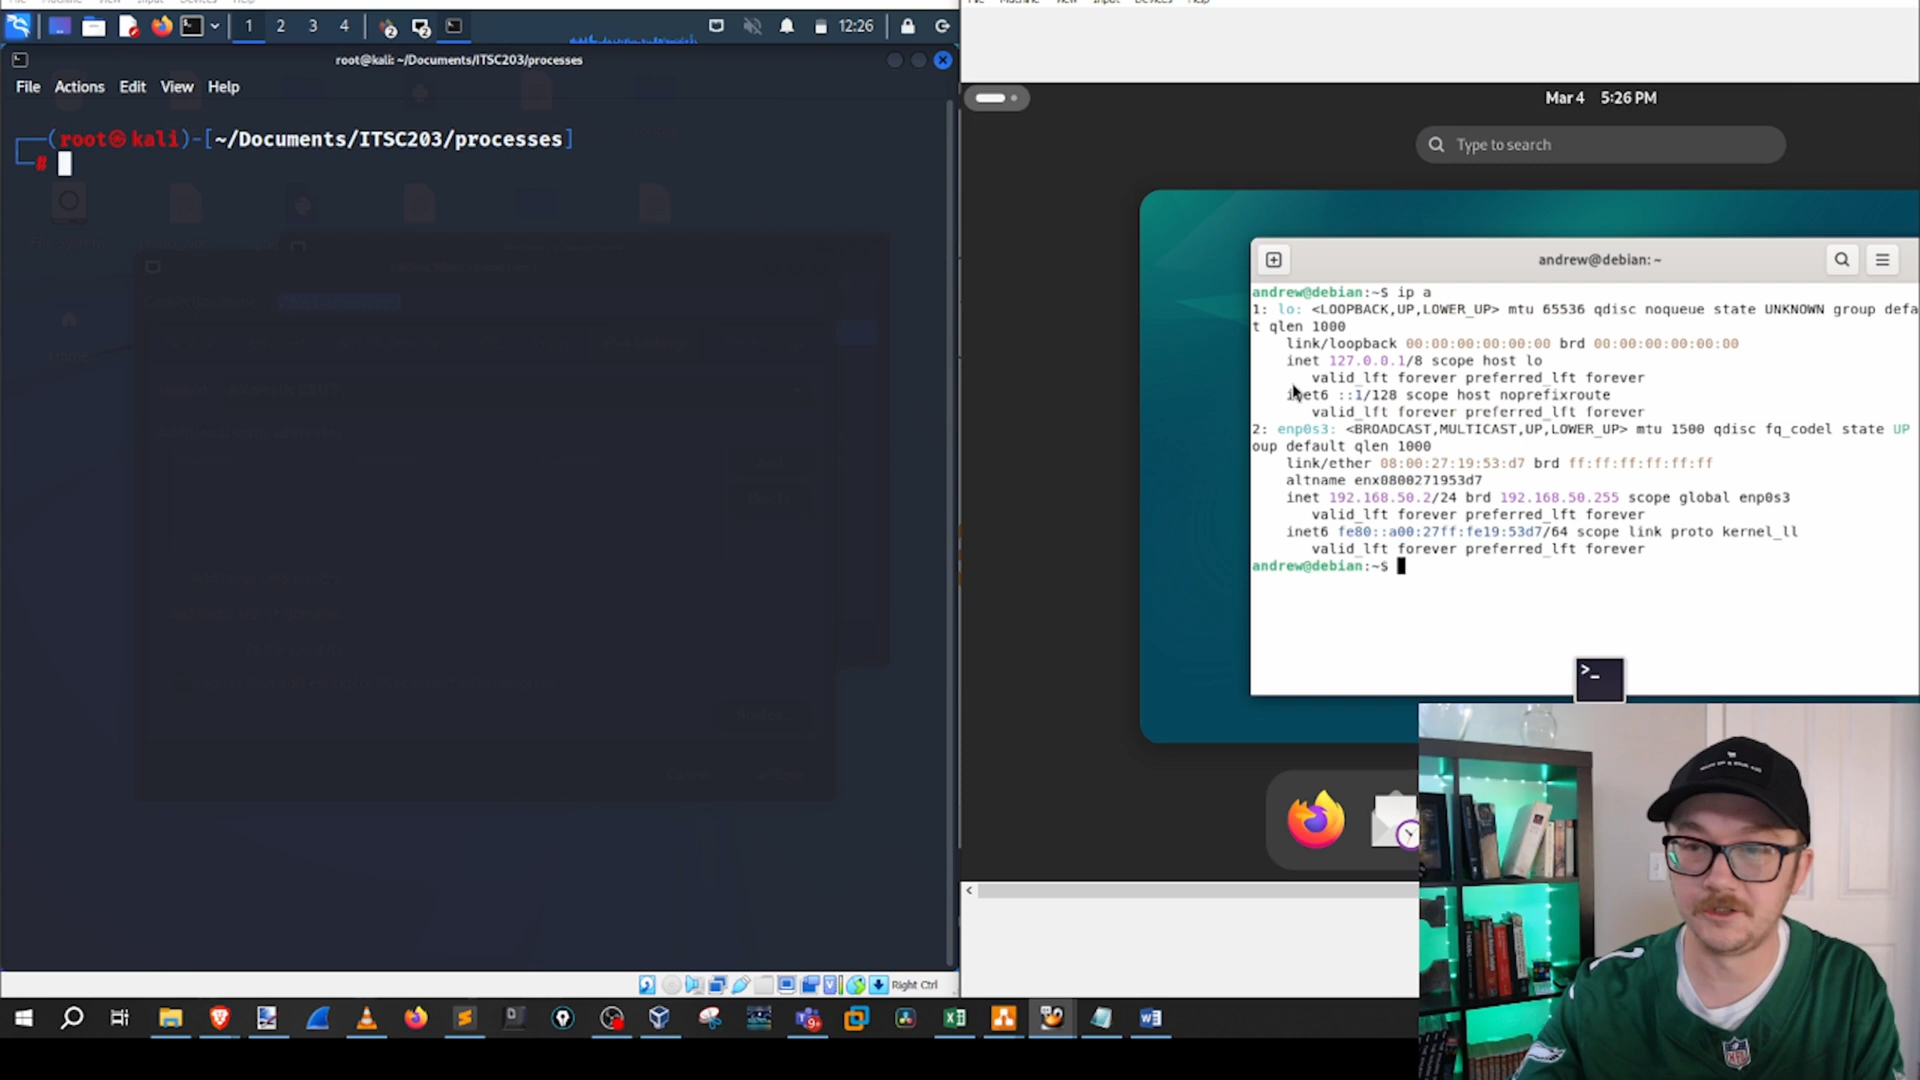 1
2
3
4
12:26
root@kali: ~/Documents/ITSC203/processes
File Actions Edit View Help
┌──(root㉿kali)-[~/Documents/ITSC203/processes]
└─#
Right Ctrl
Mar 4 5:26 PM
Type to search
andrew@debian: ~
andrew@debian:~$ ip a
1: lo: <LOOPBACK,UP,LOWER_UP> mtu 65536 qdisc noqueue state UNKNOWN group defa
t qlen 1000
link/loopback 00:00:00:00:00:00 brd 00:00:00:00:00:00
inet 127.0.0.1/8 scope host lo
valid_lft forever preferred_lft forever
inet6 ::1/128 scope host noprefixroute
valid_lft forever preferred_lft forever
2: enp0s3: <BROADCAST,MULTICAST,UP,LOWER_UP> mtu 1500 qdisc fq_codel state UP
oup default qlen 1000
link/ether 08:00:27:19:53:d7 brd ff:ff:ff:ff:ff:ff
altname enx0800271953d7
inet 192.168.50.2/24 brd 192.168.50.255 scope global enp0s3
valid_lft forever preferred_lft forever
inet6 fe80::a00:27ff:fe19:53d7/64 scope link proto kernel_ll
valid_lft forever preferred_lft forever
andrew@debian:~$